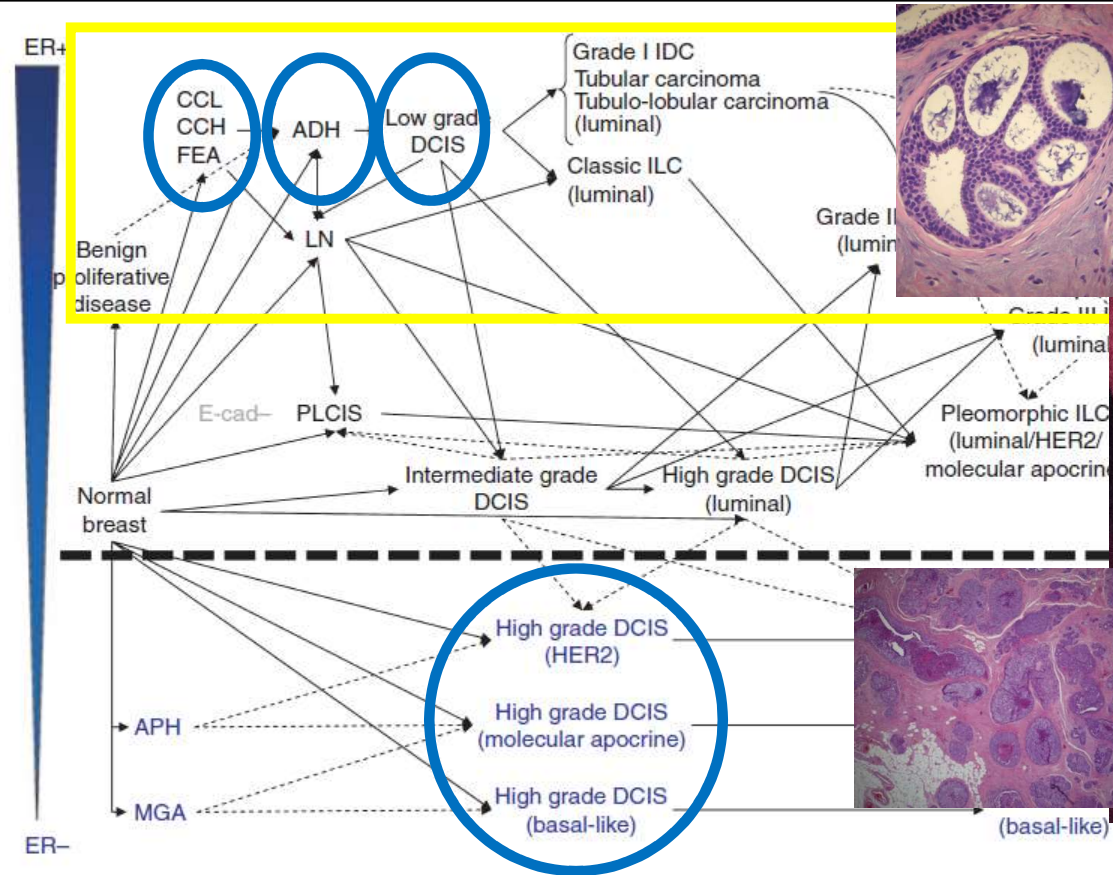 ER+
CCL
CCH
FEA
ADH
Low grade
DCIS
Grade I IDC
Tubular carcinoma
Tubulo-lobular carcinoma
(luminal)
Classic ILC
(luminal)
LN
Benign
proliferative
disease
Grade
E-cad–
PLCIS
Pleomorphic ILC
(luminal/HER2/
molecular
Intermediate grade
DCIS
High grade DCIS
(luminal)
Normal
breast
High grade DCIS
(HER2)
APH
High grade DCIS
(molecular apocrine)
MGA
High grade DCIS
(basal-like)
(basal-like)
ER–